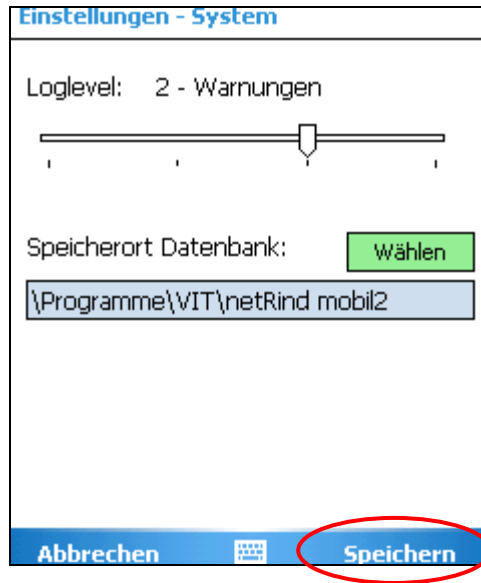 Einstellungen - System
Loglevel: 2 - Warnungen
Speicherort Datenbank: Wählen
\Programme\VIT\netRind mobil2
Abbrechen Speichern